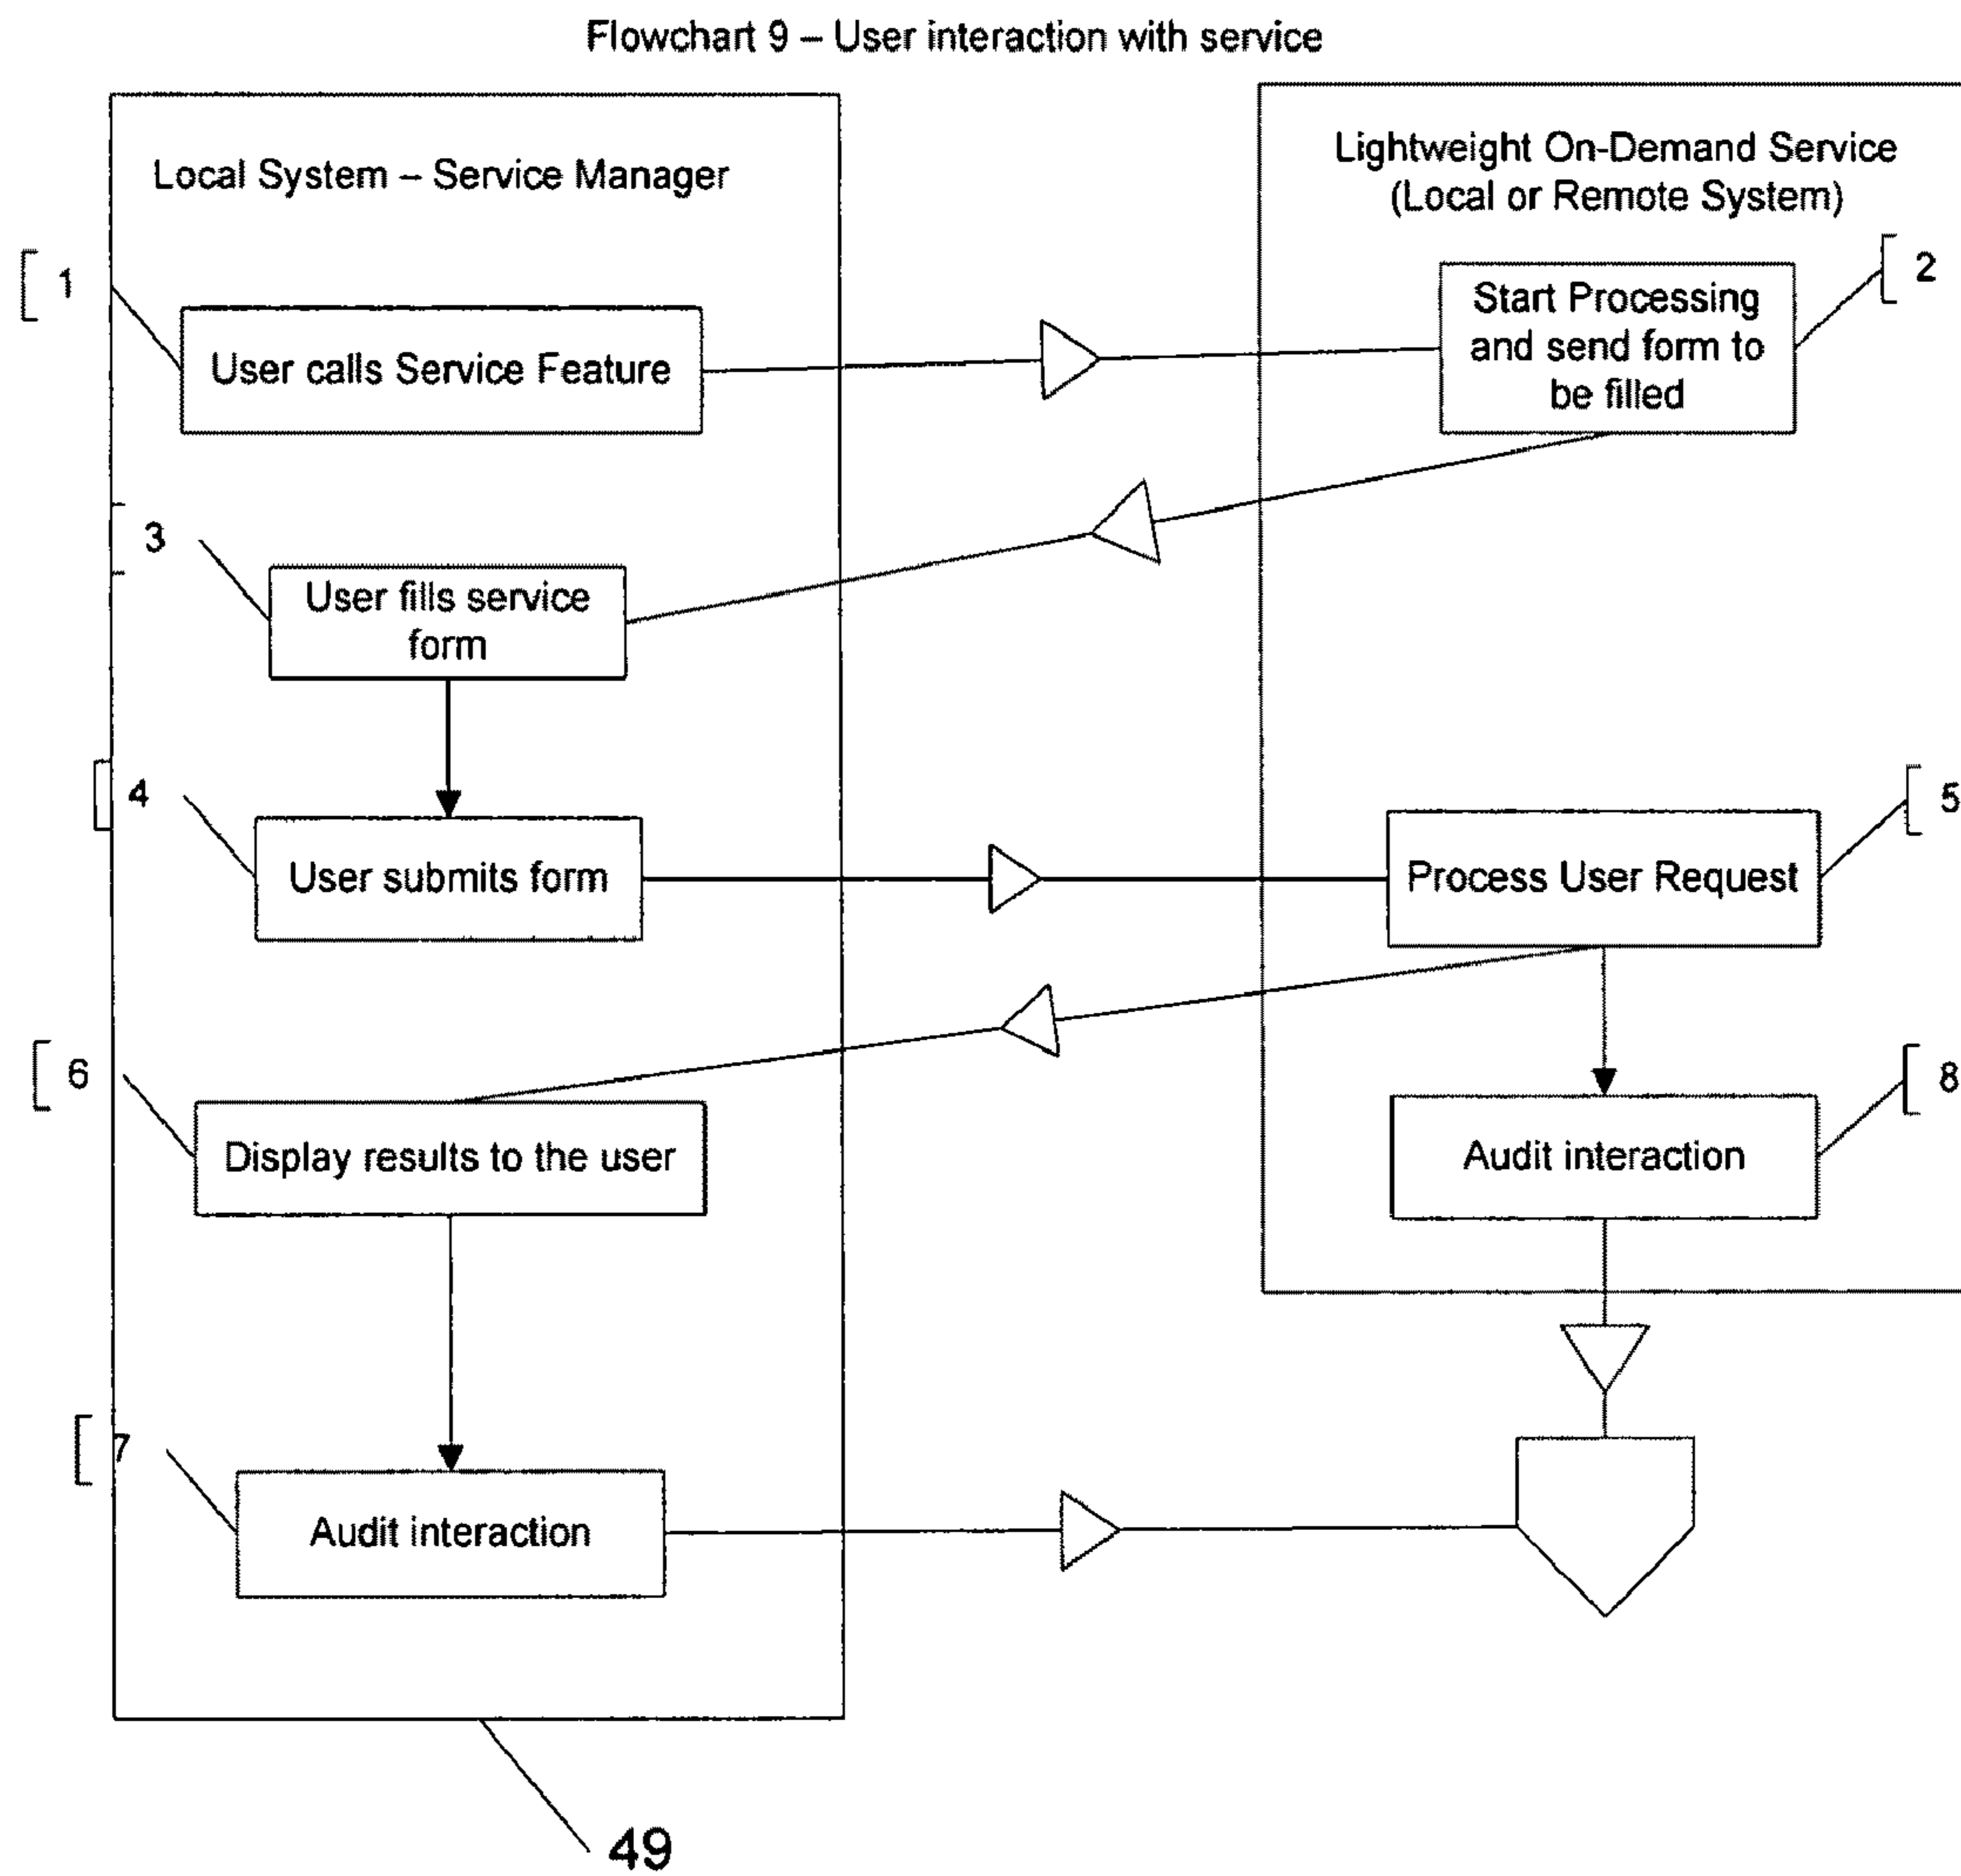 Flowchart 9 – User interaction with service
Local System – Service Manager
Lightweight On-Demand Service
(Local or Remote System)
1
User calls Service Feature
2
Start Processing
and send form to
be filled
3
User fills service
form
4
User submits form
5
Process User Request
6
Display results to the user
8
Audit interaction
7
Audit interaction
49